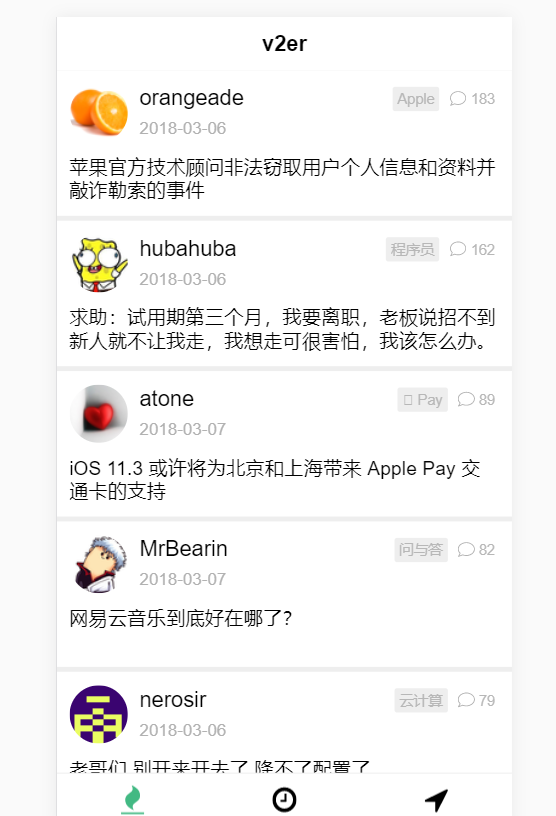 v2er
orangeade Apple 183
2018-03-06
苹果官方技术顾问非法窃取用户个人信息和资料并
敲诈勒索的事件
hubahuba 程序员 162
2018-03-06
求助：试用期第三个月，我要离职，老板说招不到
新人就不让我走，我想走可很害怕，我该怎么办。
atone  Pay 89
2018-03-07
iOS 11.3 或许将为北京和上海带来 Apple Pay 交
通卡的支持
MrBearin 问与答 82
2018-03-07
网易云音乐到底好在哪了?
nerosir 云计算 79
2018-03-06
老哥们 别开来开去了 降不了配置了